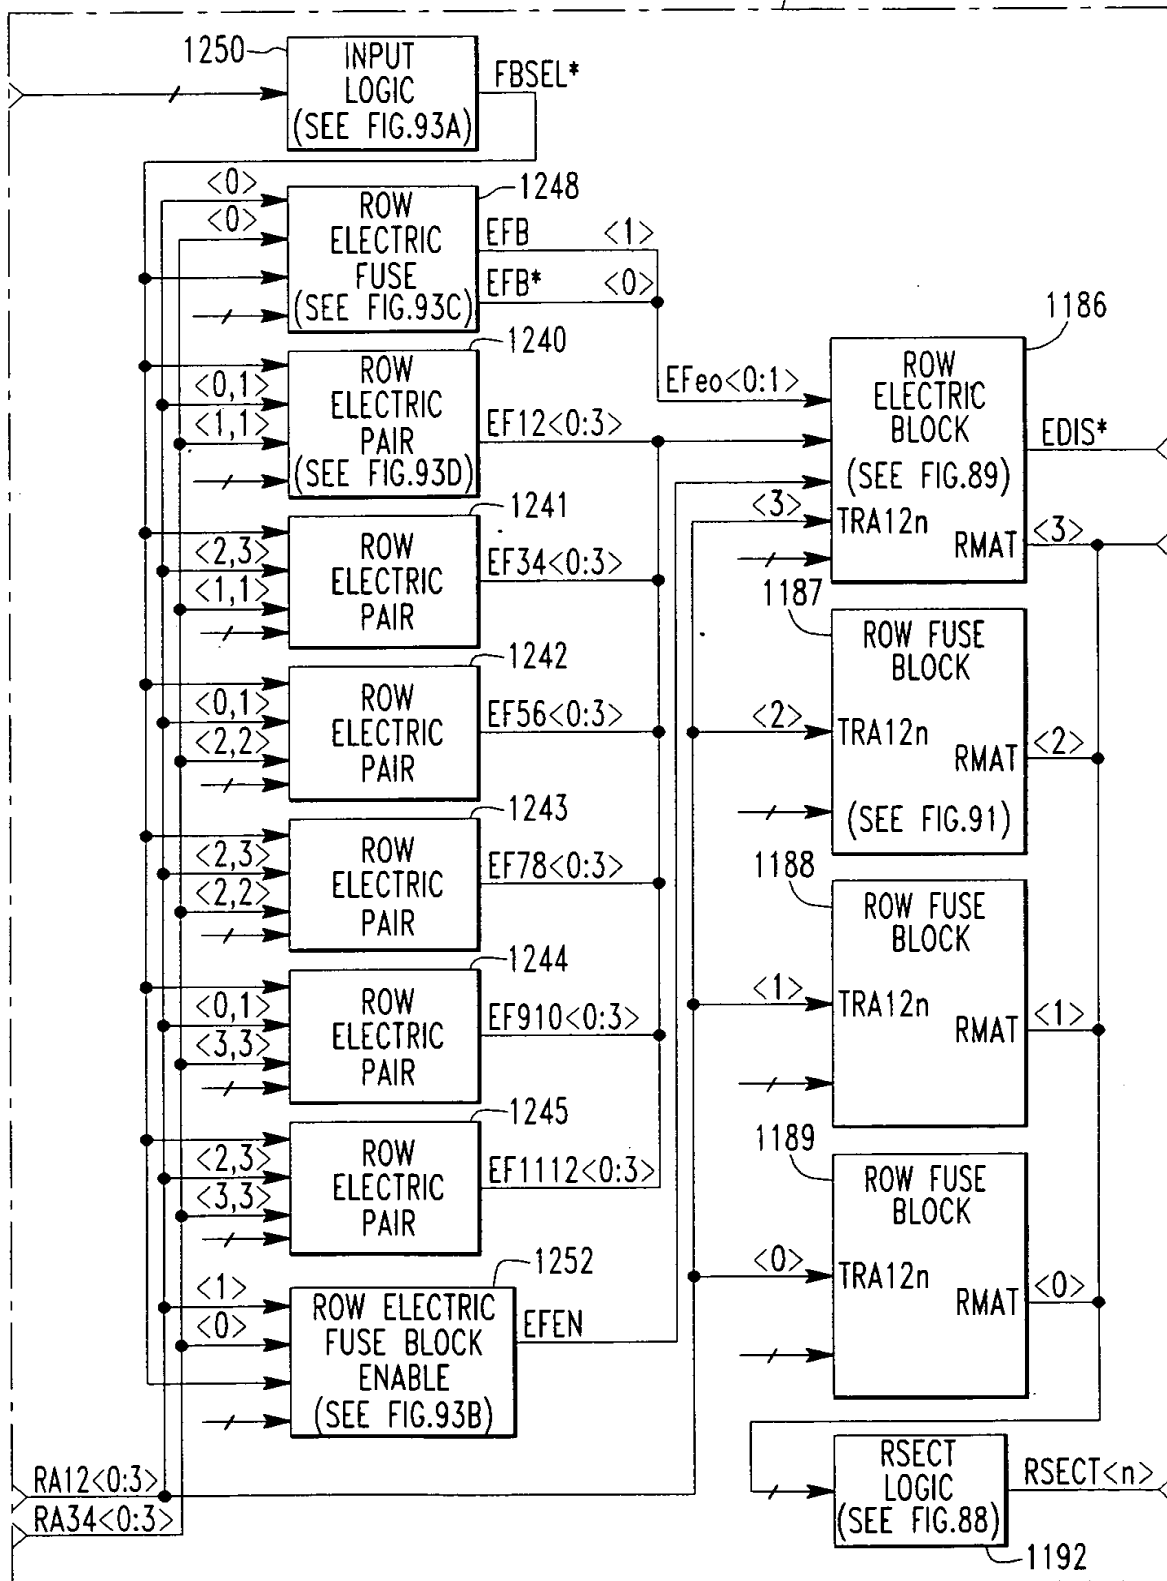 1250
INPUT
LOGIC
(SEE FIG.93A)
FBSEL*
<0>
<0>
ROW
ELECTRIC
FUSE
(SEE FIG.93C)
1248
EFB <1>
EFB* <0>
<0,1>
<1,1>
ROW
ELECTRIC
PAIR
(SEE FIG.93D)
1240
EF12<0:3>
<2,3>
<1,1>
ROW
ELECTRIC
PAIR
1241
EF34<0:3>
<0,1>
<2,2>
ROW
ELECTRIC
PAIR
1242
EF56<0:3>
<2,3>
<2,2>
ROW
ELECTRIC
PAIR
1243
EF78<0:3>
<0,1>
<3,3>
ROW
ELECTRIC
PAIR
1244
EF910<0:3>
<2,3>
<3,3>
ROW
ELECTRIC
PAIR
1245
EF1112<0:3>
<1>
<0>
ROW ELECTRIC
FUSE BLOCK
ENABLE
(SEE FIG.93B)
1252
EFEN
RA12<0:3>
RA34<0:3>
1186
EFeo<0:1>
ROW
ELECTRIC
BLOCK
(SEE FIG.89)
<3> TRA12n
RMAT <3>
EDIS*
1187
ROW FUSE
BLOCK
<2> TRA12n
RMAT <2>
(SEE FIG.91)
1188
ROW FUSE
BLOCK
<1> TRA12n
RMAT <1>
1189
ROW FUSE
BLOCK
<0> TRA12n
RMAT <0>
RSECT
LOGIC
(SEE FIG.88)
RSECT<n>
1192